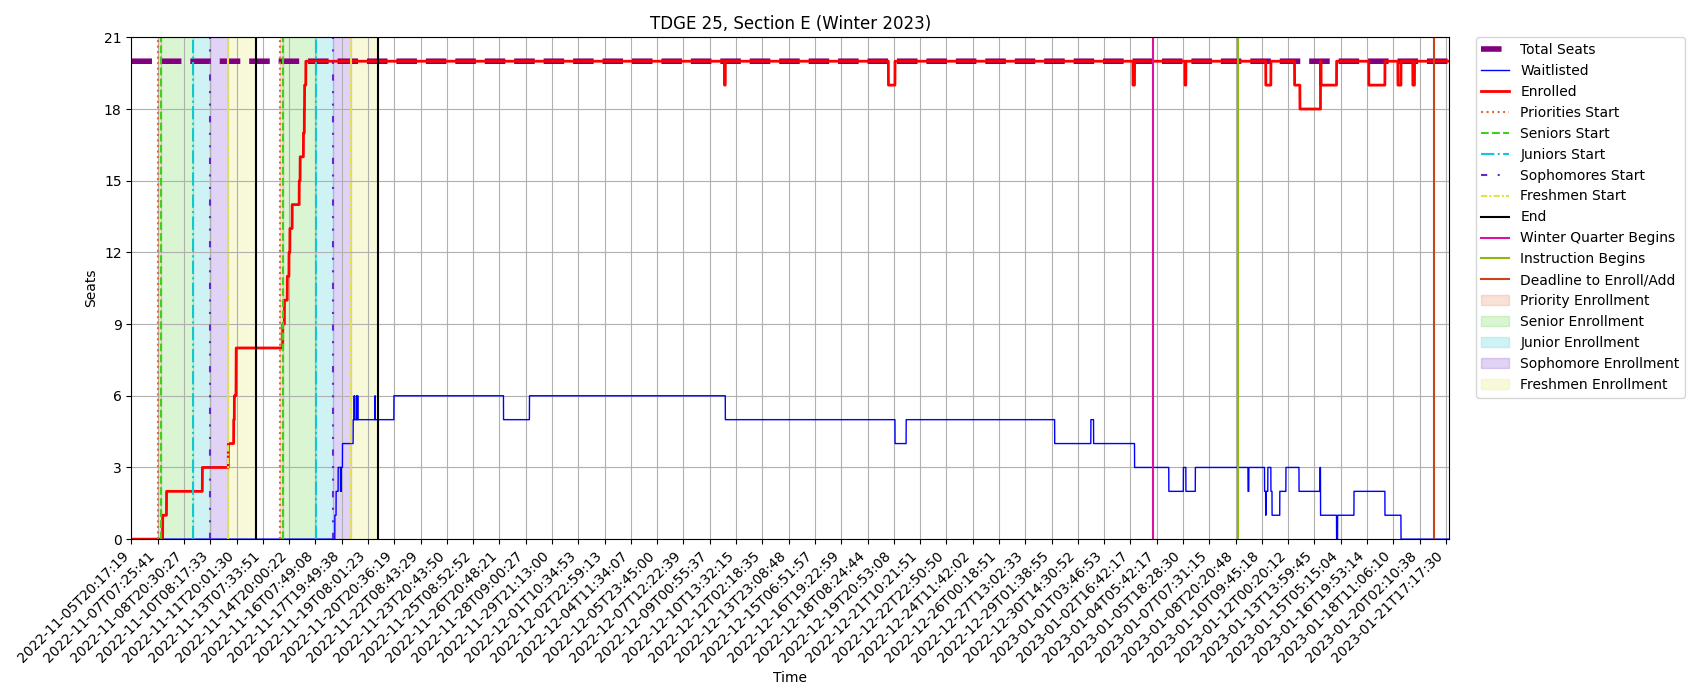 TDGE 25, Section E (Winter 2023)
21
18
15
12
9
6
3
0
Seats
2022-11-05T20:17:19
2022-11-07T07:25:41
2022-11-08T20:30:27
2022-11-10T08:17:33
2022-11-11T20:01:30
2022-11-13T07:33:51
2022-11-14T20:00:22
2022-11-16T07:49:08
2022-11-17T19:49:38
2022-11-19T08:01:23
2022-11-20T20:36:19
2022-11-22T08:43:29
2022-11-23T20:43:50
2022-11-25T08:52:52
2022-11-26T20:48:21
2022-11-28T09:00:27
2022-11-29T21:13:00
2022-12-01T10:34:53
2022-12-02T22:59:13
2022-12-04T11:34:07
2022-12-05T23:45:00
2022-12-07T12:22:39
2022-12-09T00:55:37
2022-12-10T13:32:15
2022-12-12T02:18:35
2022-12-13T23:08:48
2022-12-15T06:51:57
2022-12-16T19:22:59
2022-12-18T08:24:44
2022-12-19T20:53:08
2022-12-21T10:21:51
2022-12-22T22:50:50
2022-12-24T11:42:02
2022-12-26T00:18:51
2022-12-27T13:02:33
2022-12-29T01:38:55
2022-12-30T14:30:52
2023-01-01T03:46:53
2023-01-02T16:42:17
2023-01-04T05:42:17
2023-01-05T18:28:30
2023-01-07T07:31:15
2023-01-08T20:20:48
2023-01-10T09:45:18
2023-01-12T00:20:12
2023-01-13T13:59:45
2023-01-15T05:15:04
2023-01-16T19:53:14
2023-01-18T11:06:10
2023-01-20T02:10:38
2023-01-21T17:17:30
Time
Total Seats
Waitlisted
Enrolled
Priorities Start
Seniors Start
Juniors Start
Sophomores Start
Freshmen Start
End
Winter Quarter Begins
Instruction Begins
Deadline to Enroll/Add
Priority Enrollment
Senior Enrollment
Junior Enrollment
Sophomore Enrollment
Freshmen Enrollment